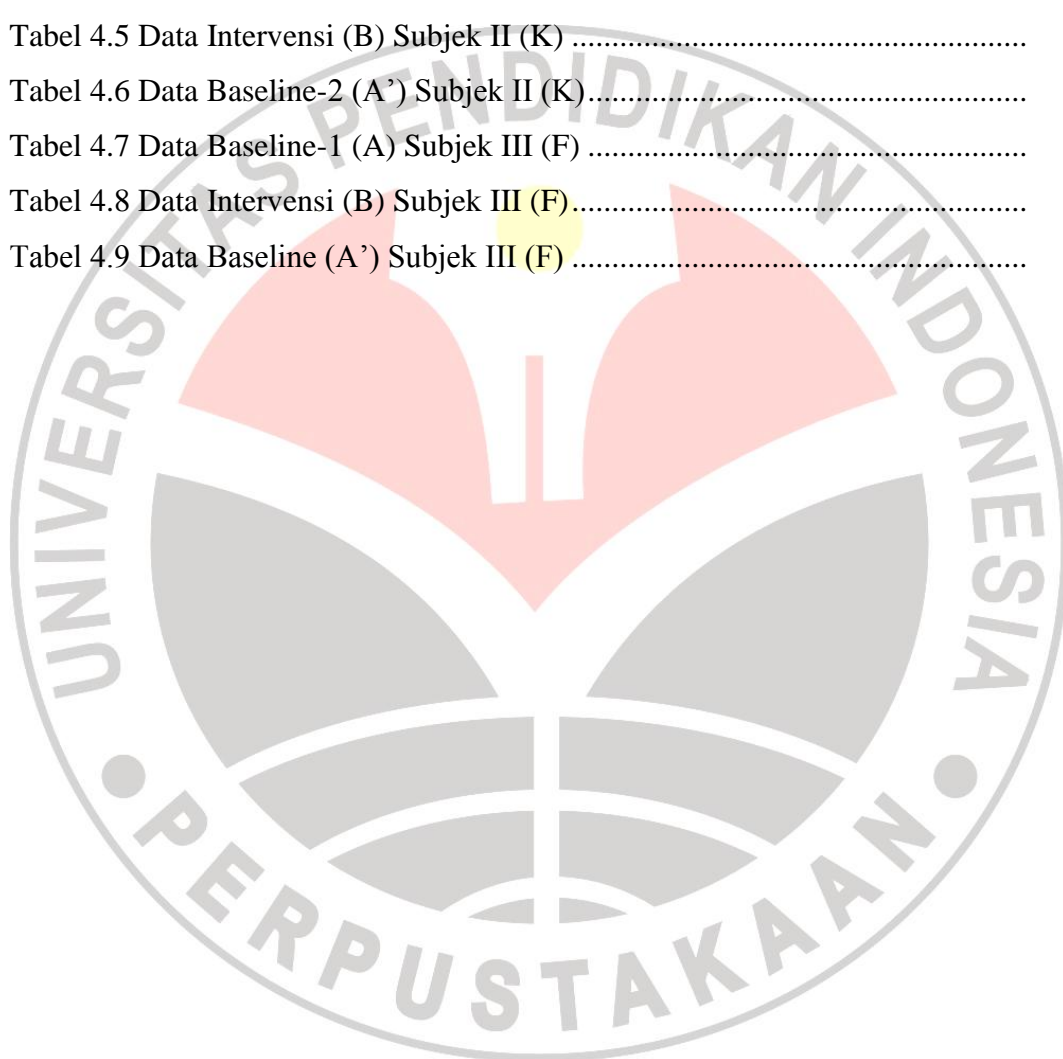 Tabel 4.5 Data Intervensi (B) Subjek II (K) .....................................................
Tabel 4.6 Data Baseline-2 (A’) Subjek II (K)....................................................
Tabel 4.7 Data Baseline-1 (A) Subjek III (F) ....................................................
Tabel 4.8 Data Intervensi (B) Subjek III (F)......................................................
Tabel 4.9 Data Baseline (A’) Subjek III (F) ......................................................
UNIVERSITAS PENDIDIKAN INDONESIA
PERPUSTAKAAN